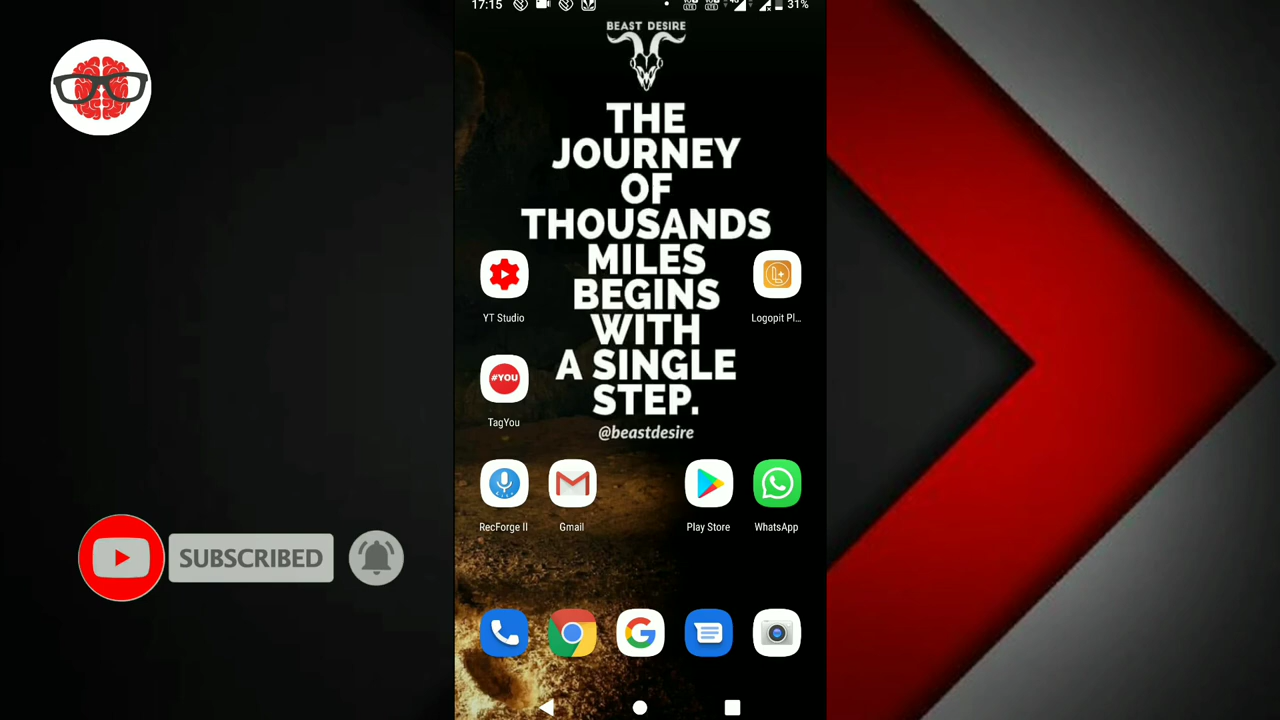 17:15
31%
BEAST DESIRE
THE
JOURNEY
OF
THOUSANDS
MILES
BEGINS
WITH
A SINGLE
STEP.
@beastdesire
YT Studio
Logopit Pl...
#YOU
TagYou
RecForge II
Gmail
Play Store
WhatsApp
SUBSCRIBED